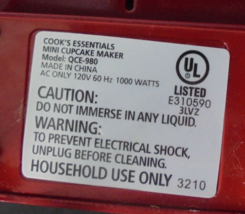 COOK'S ESSENTIALS
MINI CUPCAKE MAKER
Model: QCE-980
MADE IN CHINA
AC ONLY 120V 60 Hz 1000 WATTS
UL
LISTED
E310590
3LVZ
CAUTION:
DO NOT IMMERSE IN ANY LIQUID.
WARNING:
TO PREVENT ELECTRICAL SHOCK,
UNPLUG BEFORE CLEANING.
HOUSEHOLD USE ONLY 3210